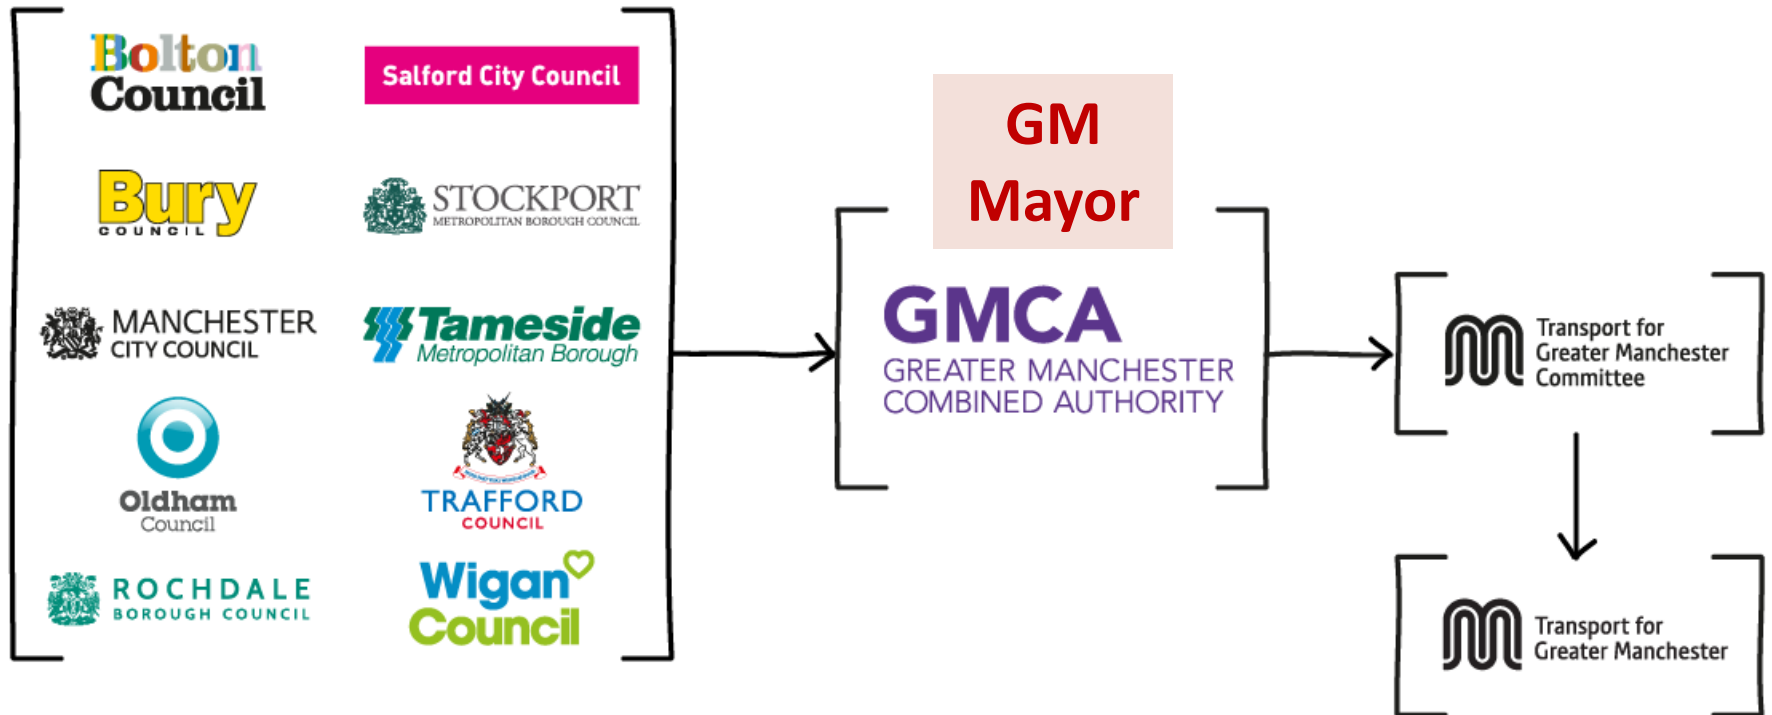 Bolton
Council
Salford City Council
Bury
COUNCIL
STOCKPORT
METROPOLITAN BOROUGH COUNCIL
MANCHESTER
CITY COUNCIL
Tameside
Metropolitan Borough
Oldham
Council
TRAFFORD
COUNCIL
ROCHDALE
BOROUGH COUNCIL
Wigan
Council
GM
Mayor
GMCA
GREATER MANCHESTER
COMBINED AUTHORITY
Transport for
Greater Manchester
Committee
Transport for
Greater Manchester